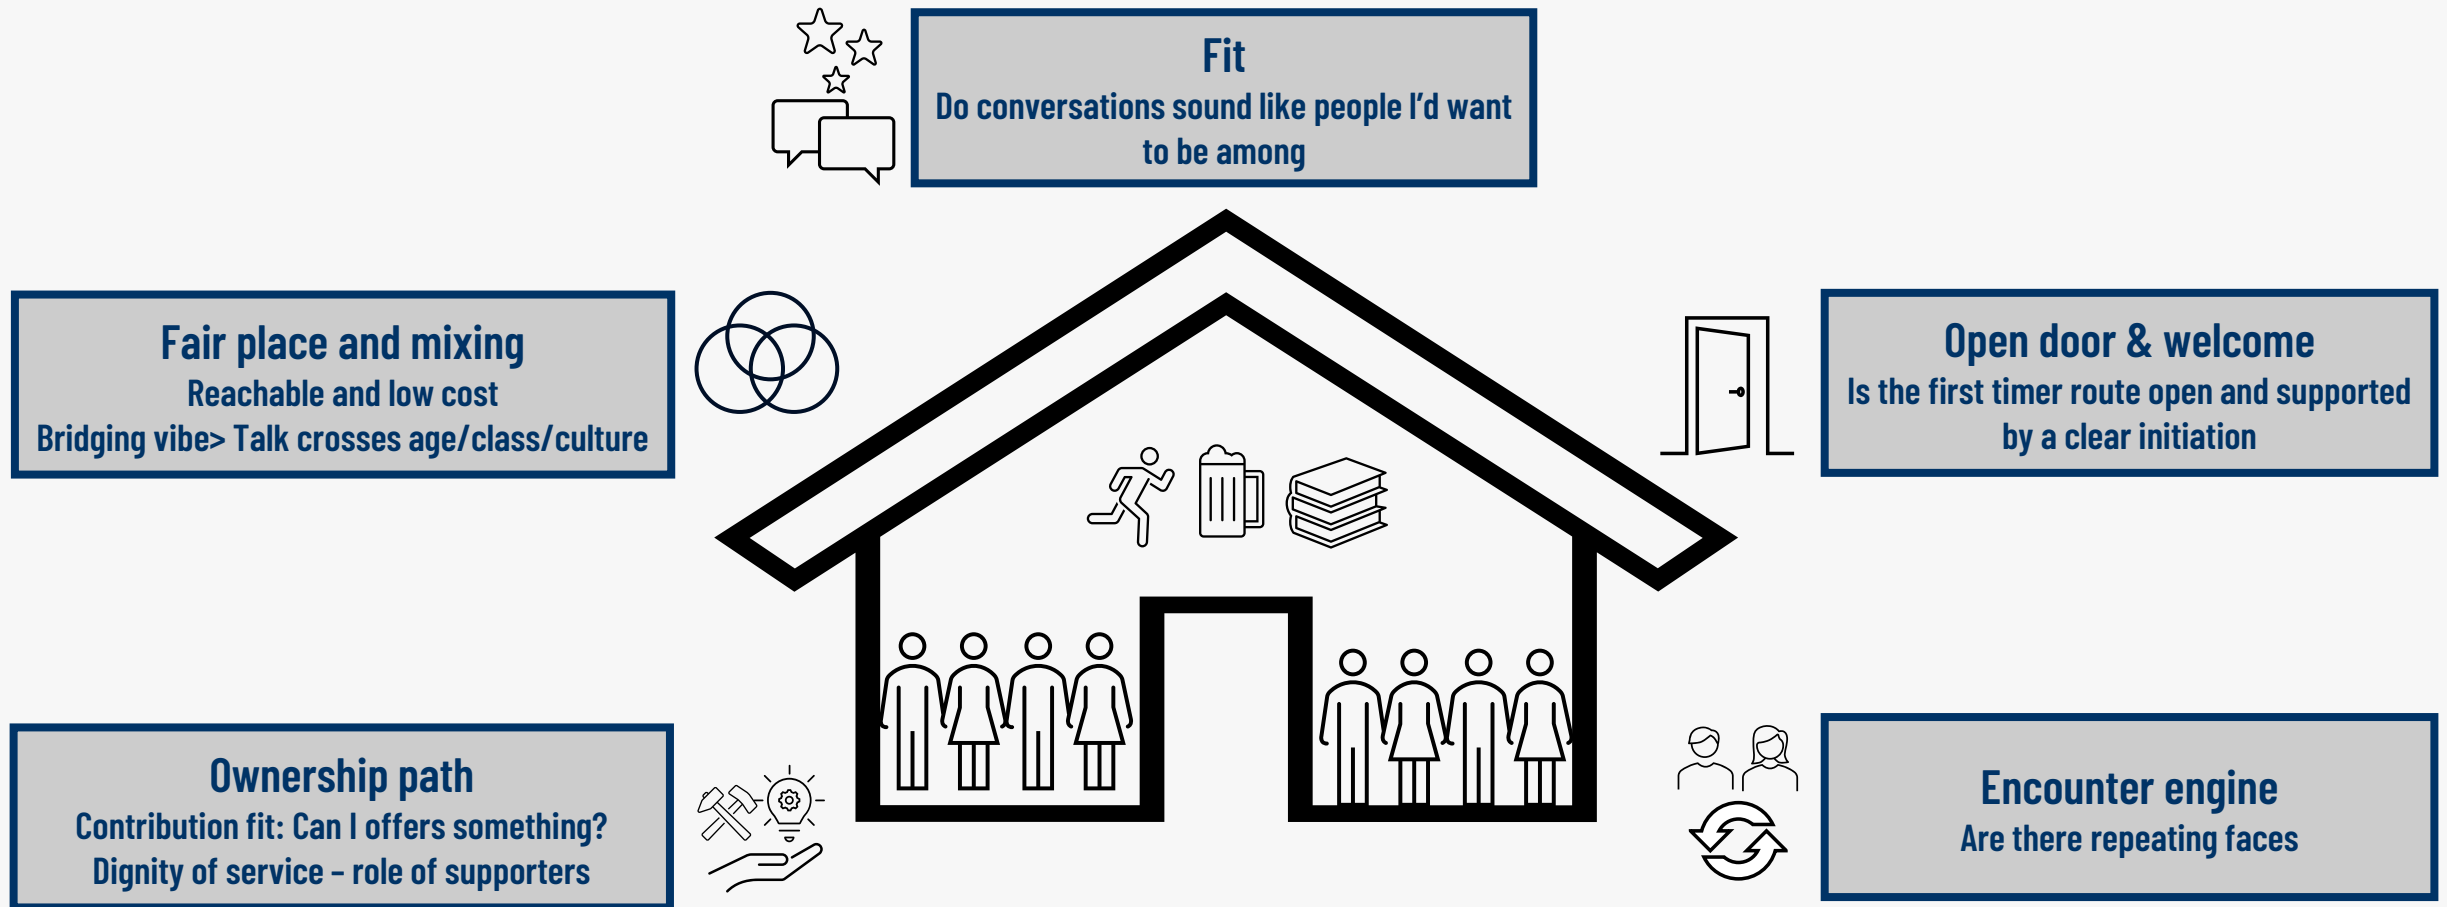 Fit
Do conversations sound like people I’d want
to be among
Fair place and mixing
Reachable and low cost
Bridging vibe> Talk crosses age/class/culture
Open door & welcome
Is the first timer route open and supported
by a clear initiation
Ownership path
Contribution fit: Can I offers something?
Dignity of service – role of supporters
Encounter engine
Are there repeating faces